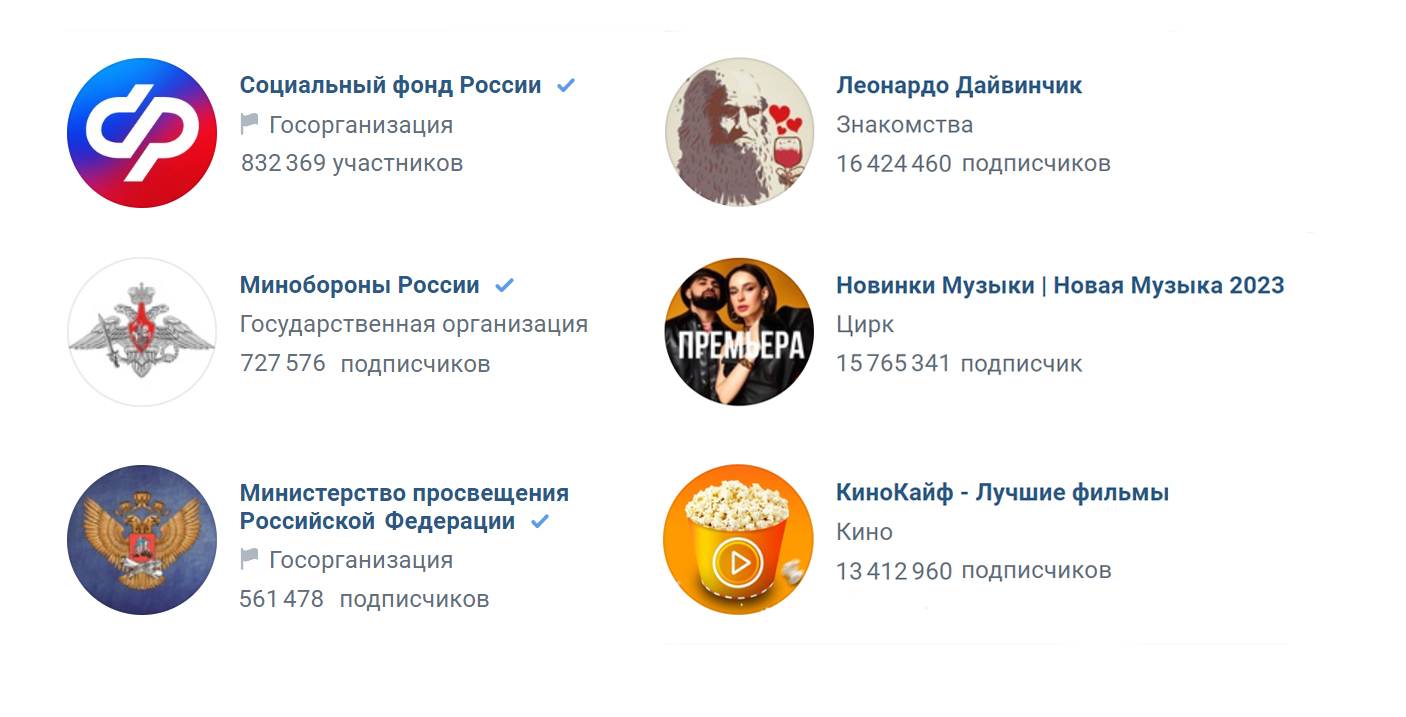 Социальный фонд России
Госорганизация
832 369 участников
Минобороны России
Государственная организация
727 576 подписчиков
Министерство просвещения
Российской Федерации
Госорганизация
561 478 подписчиков
Леонардо Дайвинчик
Знакомства
16 424 460 подписчиков
ПРЕМЬЕРА
Новинки Музыки | Новая Музыка 2023
Цирк
15 765 341 подписчик
КиноКайф - Лучшие фильмы
Кино
13 412 960 подписчиков